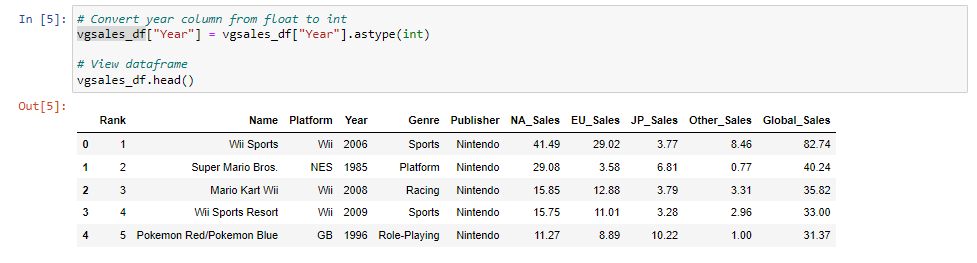 In [5]: # Convert year column from float to int
vgsales_df["Year"] = vgsales_df["Year"].astype(int)
# View dataframe
vgsales_df.head()
Out[5]:
Rank Name Platform Year Genre Publisher NA_Sales EU_Sales JP_Sales Other_Sales Global_Sales
0 1 Wii Sports Wii 2006 Sports Nintendo 41.49 29.02 3.77 8.46 82.74
1 2 Super Mario Bros. NES 1985 Platform Nintendo 29.08 3.58 6.81 0.77 40.24
2 3 Mario Kart Wii Wii 2008 Racing Nintendo 15.85 12.88 3.79 3.31 35.82
3 4 Wii Sports Resort Wii 2009 Sports Nintendo 15.75 11.01 3.28 2.96 33.00
4 5 Pokemon Red/Pokemon Blue GB 1996 Role-Playing Nintendo 11.27 8.89 10.22 1.00 31.37